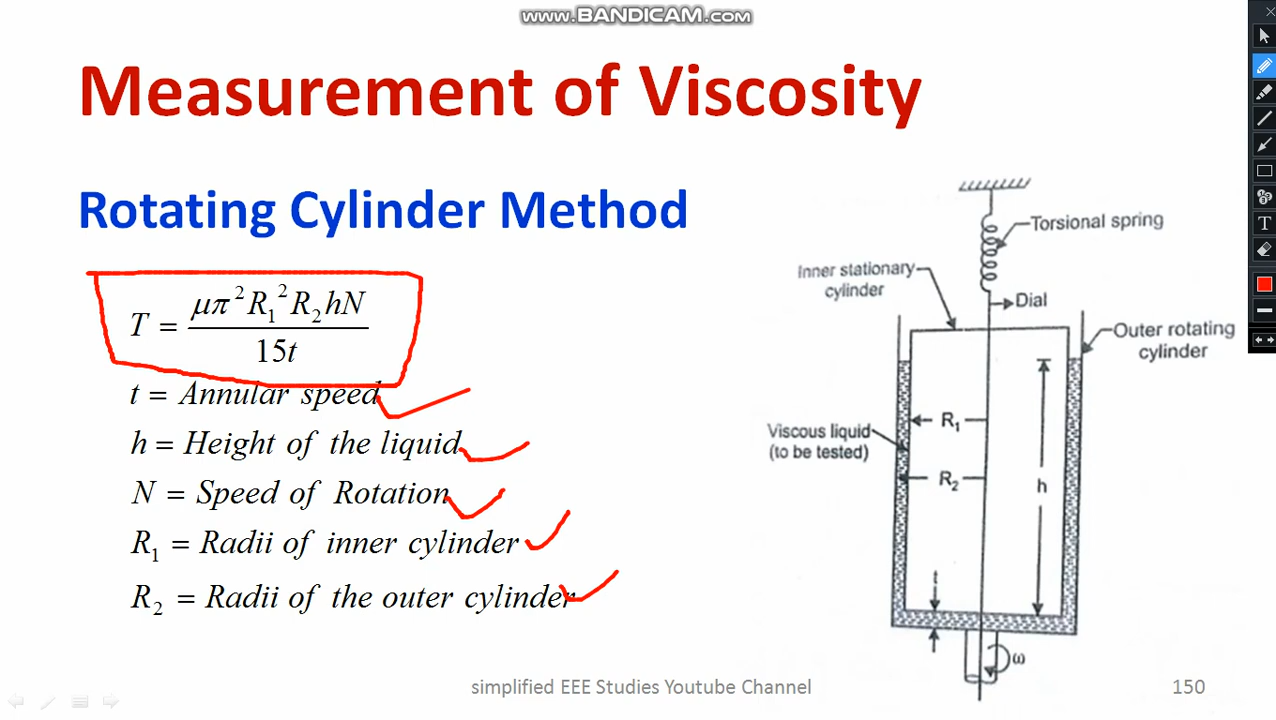 www.BANDICAM.com
Measurement of Viscosity
Rotating Cylinder Method
T = μπ²R₁²R₂hN / 15t
t = Annular speed
h = Height of the liquid
N = Speed of Rotation
R₁ = Radii of inner cylinder
R₂ = Radii of the outer cylinder
Torsional spring
Inner stationary
cylinder
Dial
Outer rotating
cylinder
R₁
Viscous liquid
(to be tested)
R₂
h
t
ω
T
simplified EEE Studies Youtube Channel
150